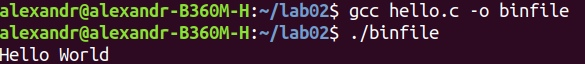 alexandr@alexandr-B360M-H:~/lab02$ gcc hello.c -o binfile
alexandr@alexandr-B360M-H:~/lab02$ ./binfile
Hello World